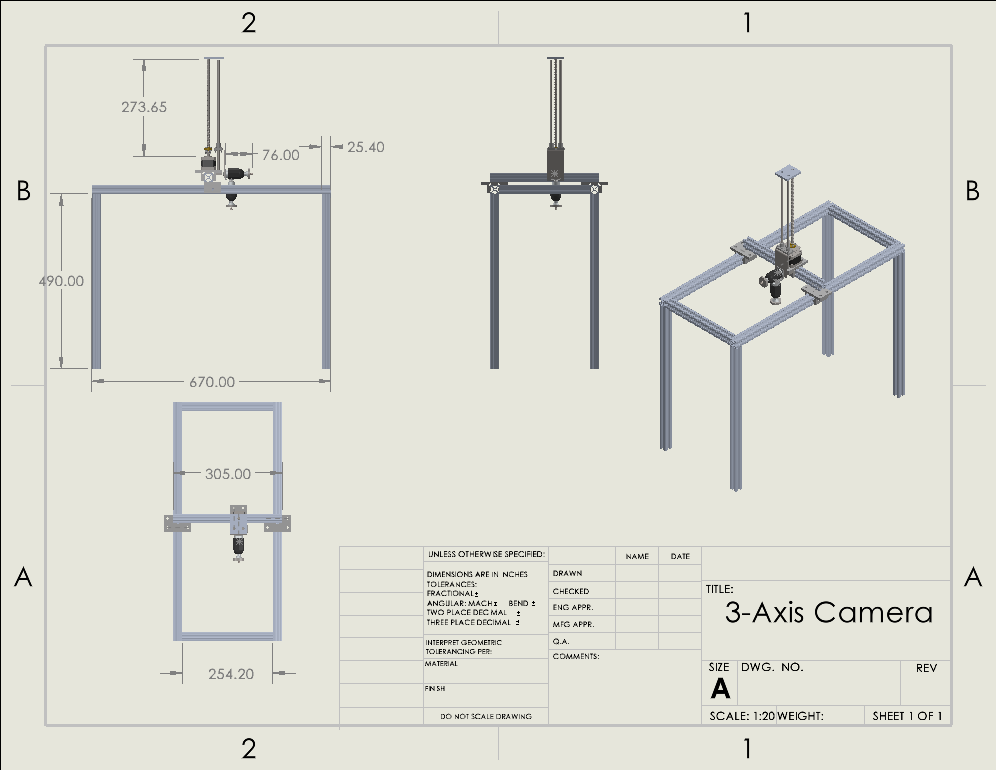 2 1
273.65
76.00
25.40
B B
490.00
670.00
305.00
254.20
A A
UNLESS OTHERWISE SPECIFIED:
DIMENSIONS ARE IN INCHES
TOLERANCES:
FRACTIONAL±
ANGULAR: MACH± BEND ±
TWO PLACE DECIMAL ±
THREE PLACE DECIMAL ±
INTERPRET GEOMETRIC
TOLERANCING PER:
MATERIAL
FINISH
DO NOT SCALE DRAWING
NAME DATE
DRAWN
CHECKED
ENG APPR.
MFG APPR.
Q.A.
COMMENTS:
TITLE:
3-Axis Camera
SIZE DWG. NO. REV
A
SCALE: 1:20 WEIGHT: SHEET 1 OF 1
2 1